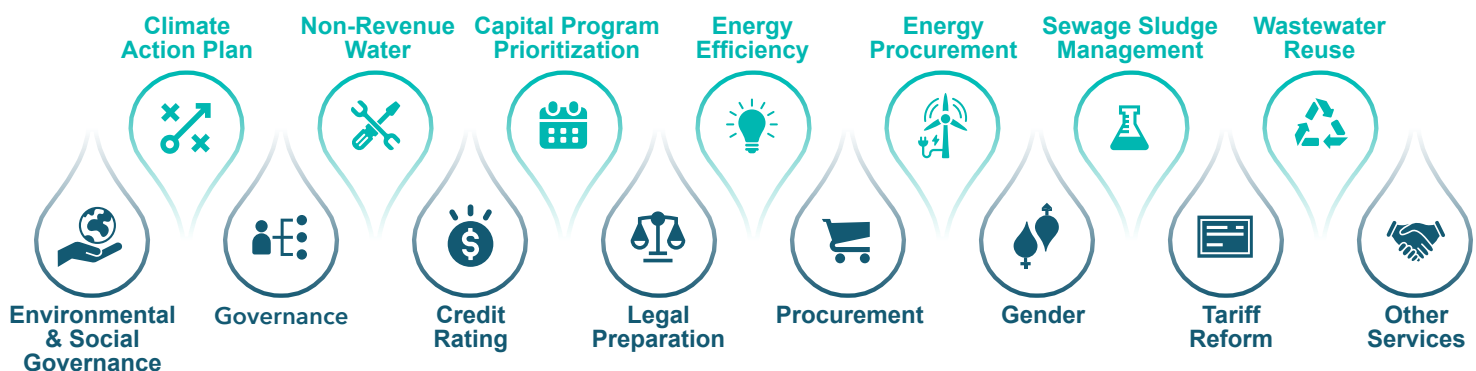 Climate
Action Plan
Non-Revenue
Water
Capital Program
Prioritization
Energy
Efficiency
Energy
Procurement
Sewage Sludge
Management
Wastewater
Reuse
$
Environmental
& Social
Governance
Governance
Credit
Rating
Legal
Preparation
Procurement
Gender
Tariff
Reform
Other
Services